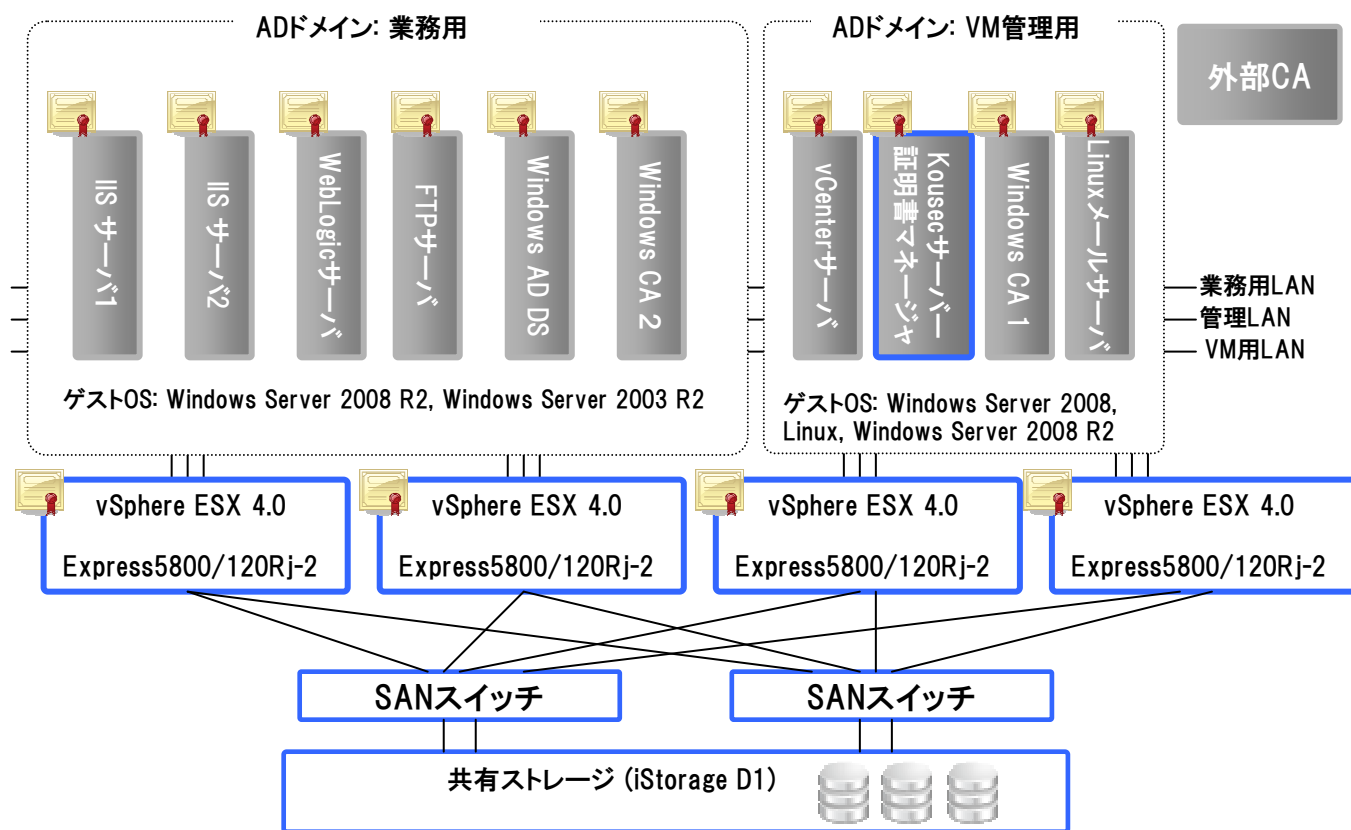 ADドメイン: 業務用
ADドメイン: VM管理用
外部CA
IIS サーバ1
IIS サーバ2
WebLogicサーバ
FTPサーバ
Windows AD DS
Windows CA 2
vCenterサーバ
Kousecサーバー
証明書マネージャ
Windows CA 1
Linuxメールサーバ
業務用LAN
管理LAN
VM用LAN
ゲストOS: Windows Server 2008 R2, Windows Server 2003 R2
ゲストOS: Windows Server 2008,
Linux, Windows Server 2008 R2
vSphere ESX 4.0
Express5800/120Rj-2
vSphere ESX 4.0
Express5800/120Rj-2
vSphere ESX 4.0
Express5800/120Rj-2
vSphere ESX 4.0
Express5800/120Rj-2
SANスイッチ
SANスイッチ
共有ストレージ (iStorage D1)